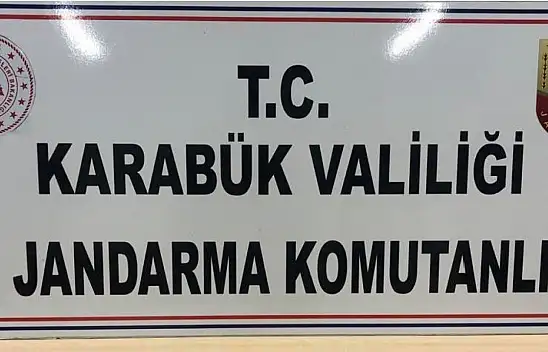 T.C.
KARABÜK VALİLİĞİ
JANDARMA KOMUTANLI